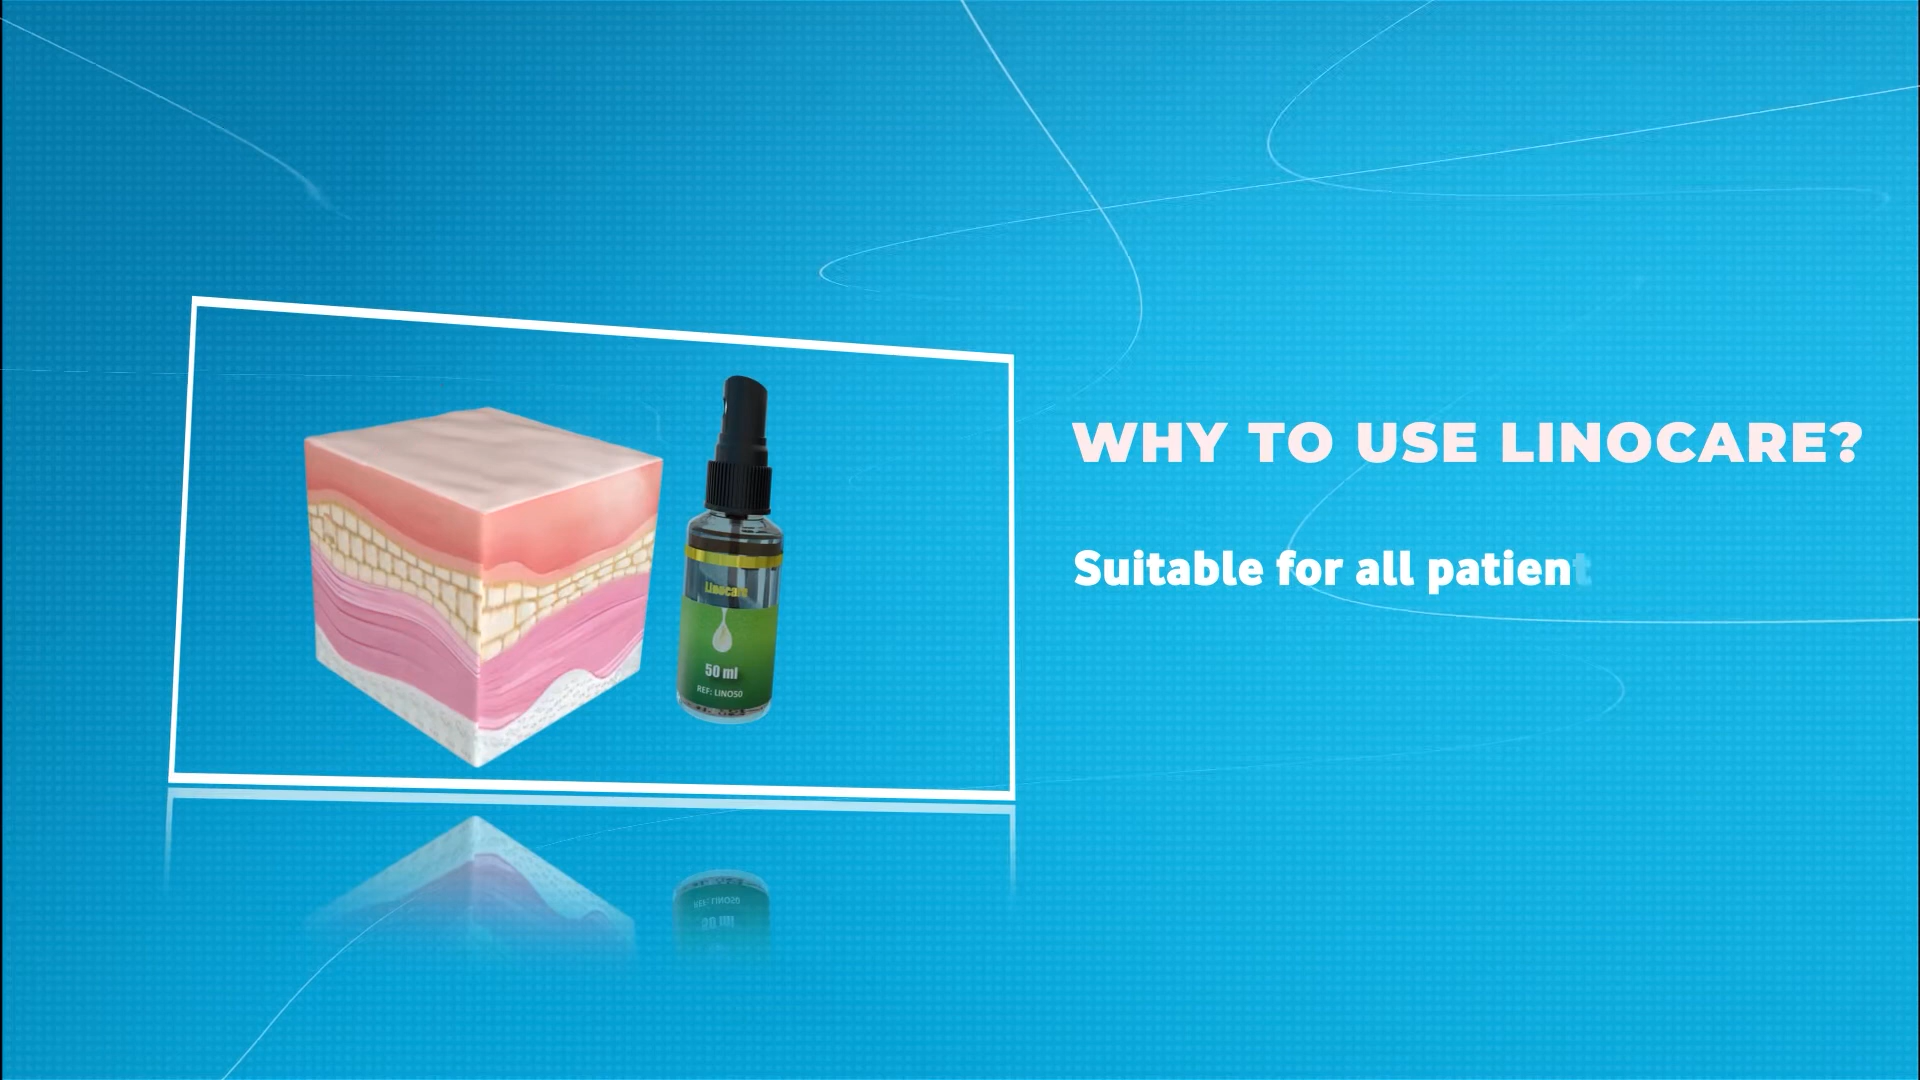 WHY TO USE LINOCARE?
Suitable for all patient
Linocare
50 ml
REF: LINO50